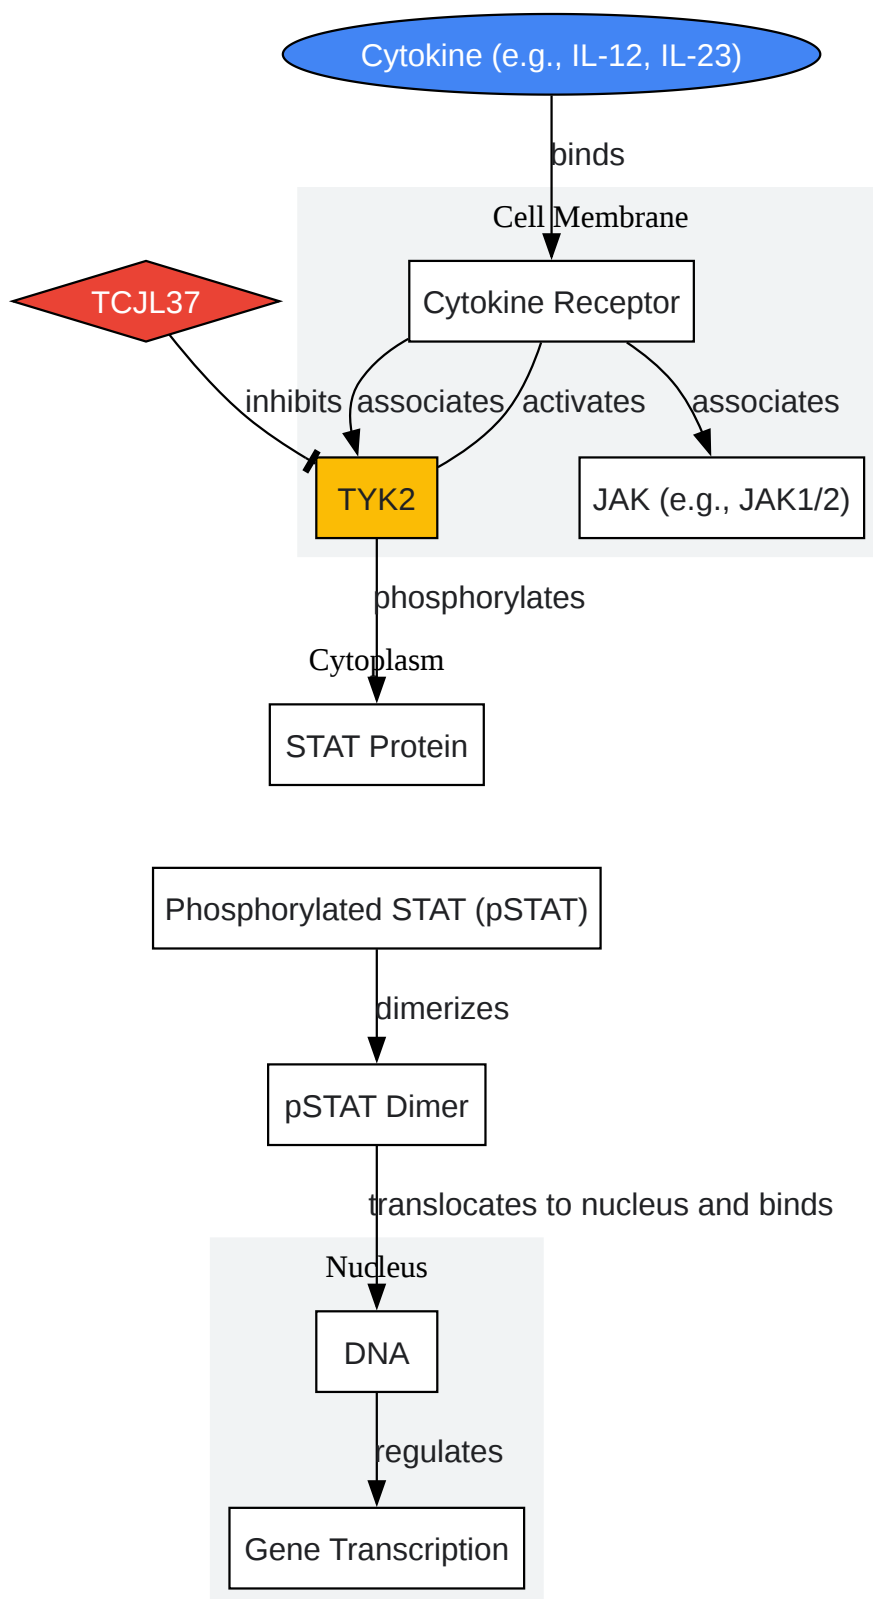 Cytokine (e.g., IL-12, IL-23)
binds
Cell Membrane
TCJL37
Cytokine Receptor
inhibits
associates
activates
associates
TYK2
JAK (e.g., JAK1/2)
phosphorylates
Cytoplasm
STAT Protein
Phosphorylated STAT (pSTAT)
dimerizes
pSTAT Dimer
translocates to nucleus and binds
Nucleus
DNA
regulates
Gene Transcription